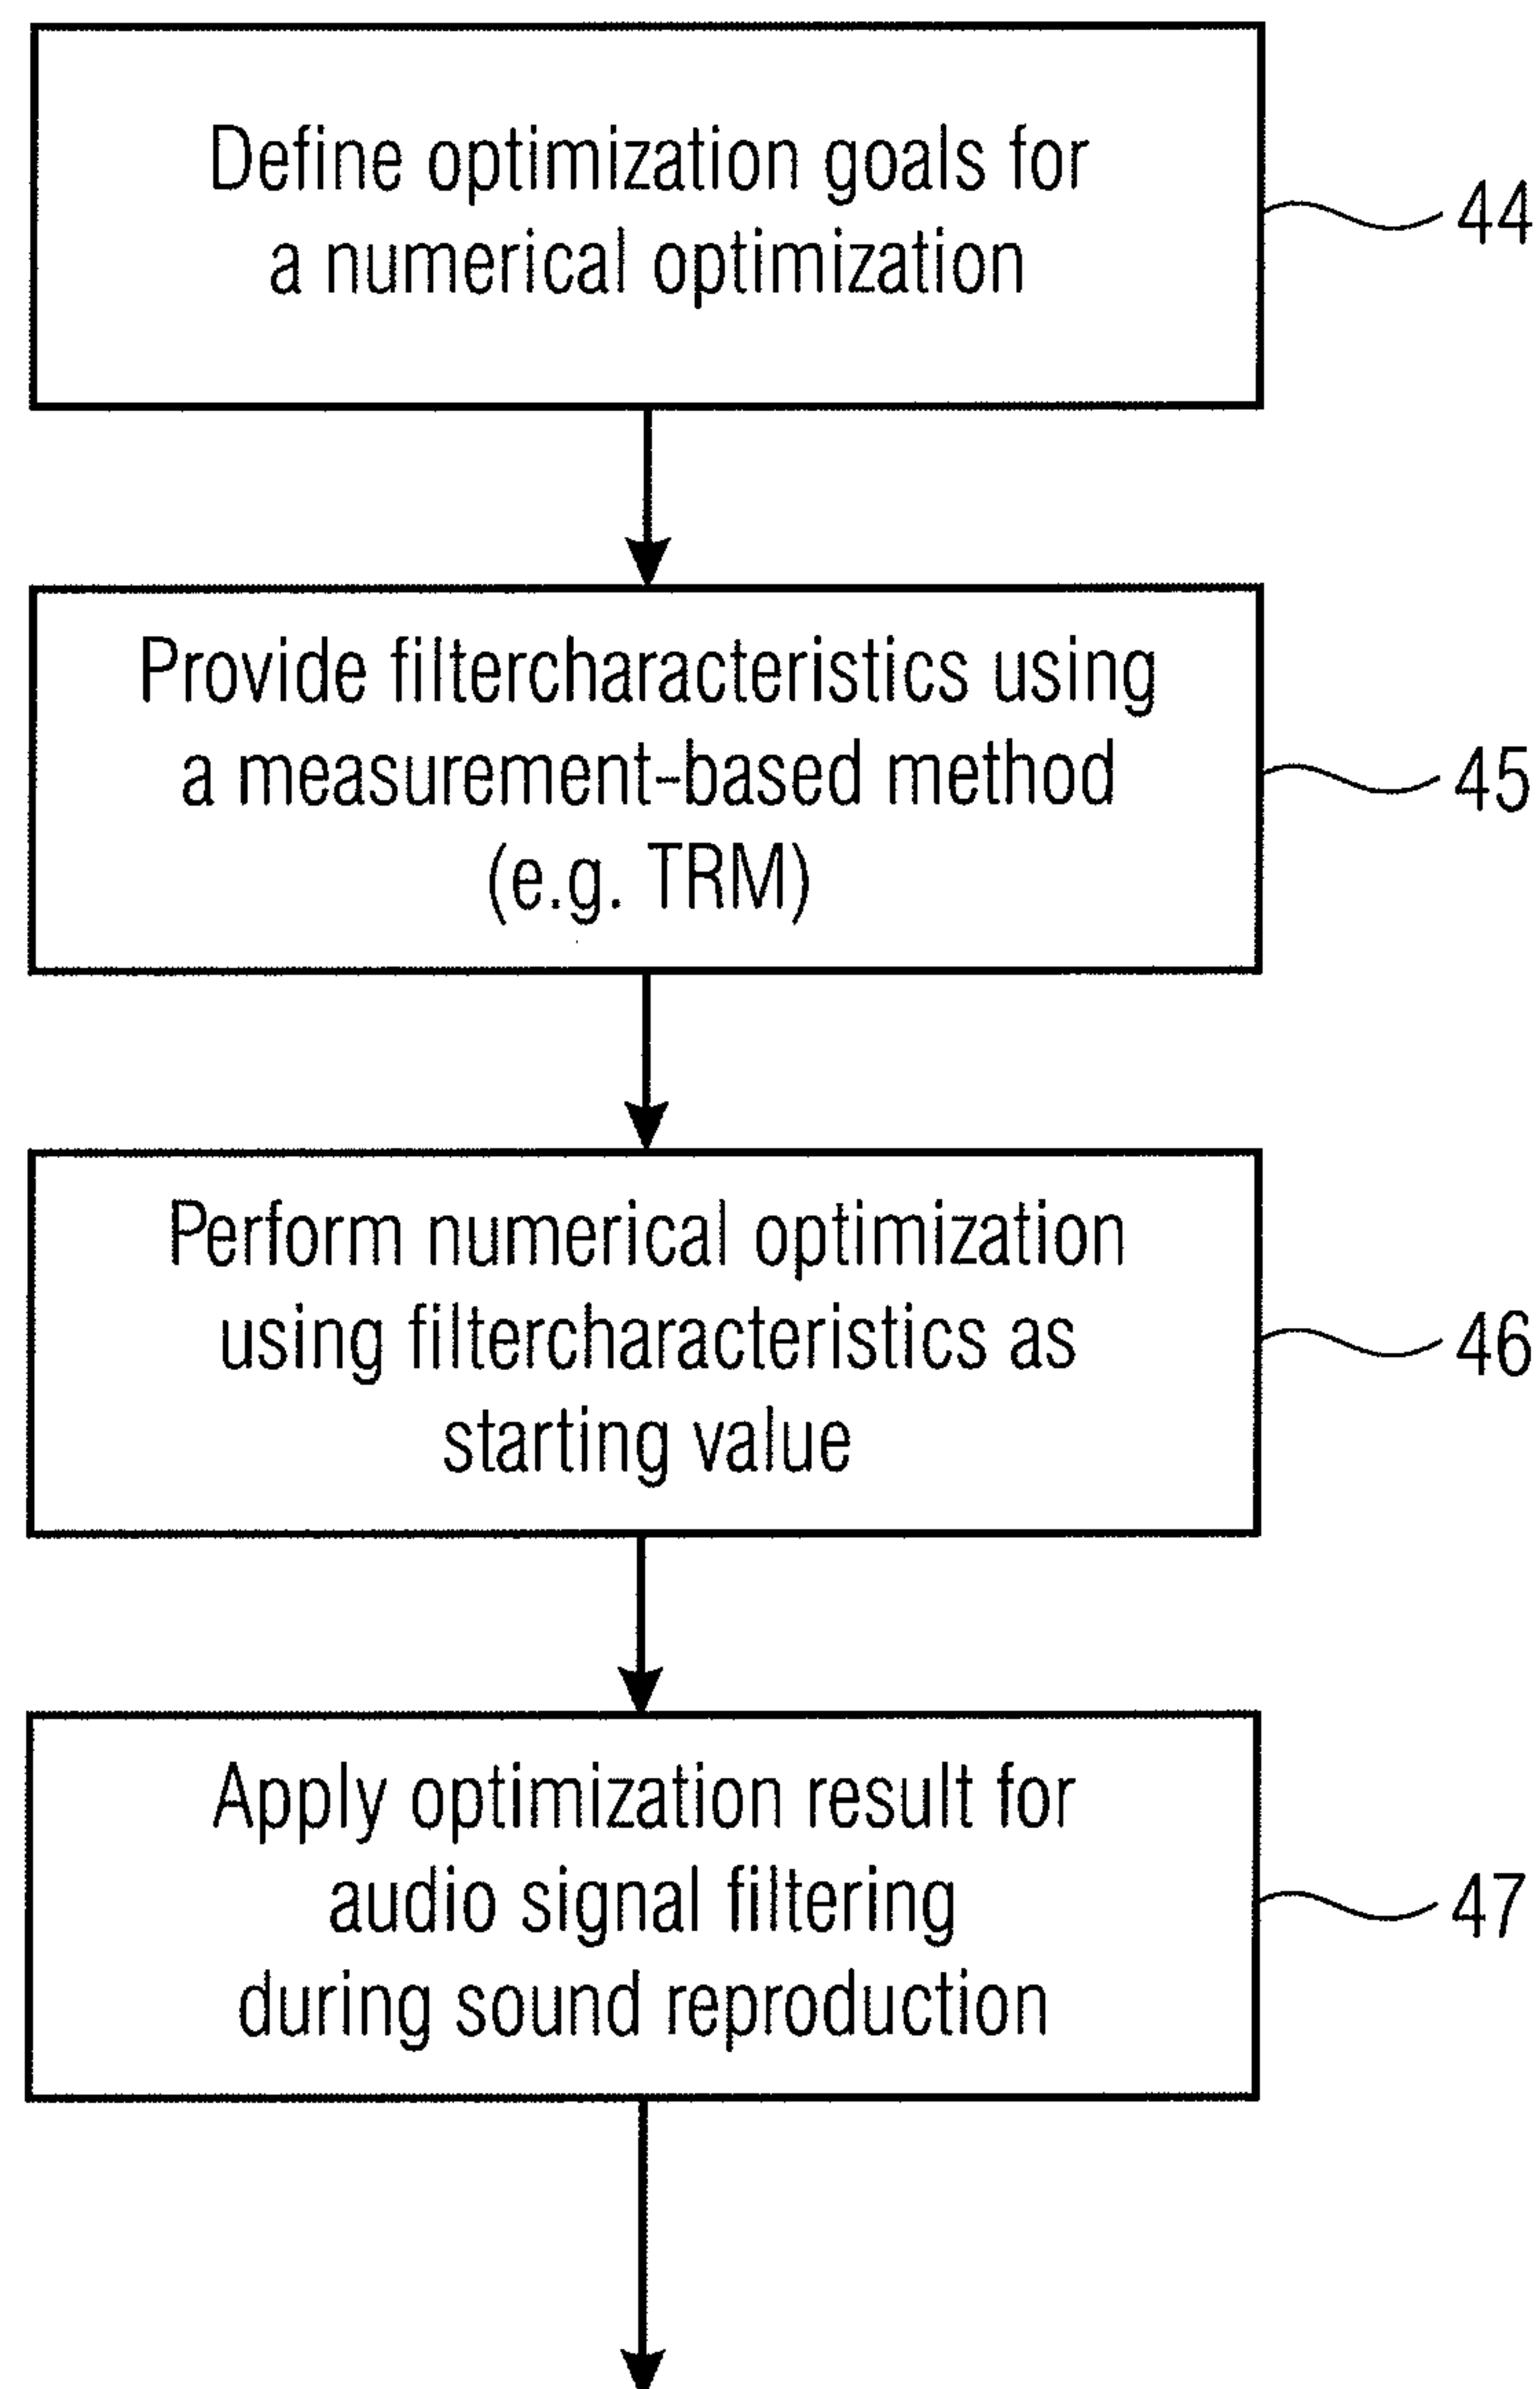 Define optimization goals for
a numerical optimization
44
Provide filtercharacteristics using
a measurement-based method
(e.g. TRM)
45
Perform numerical optimization
using filtercharacteristics as
starting value
46
Apply optimization result for
audio signal filtering
during sound reproduction
47